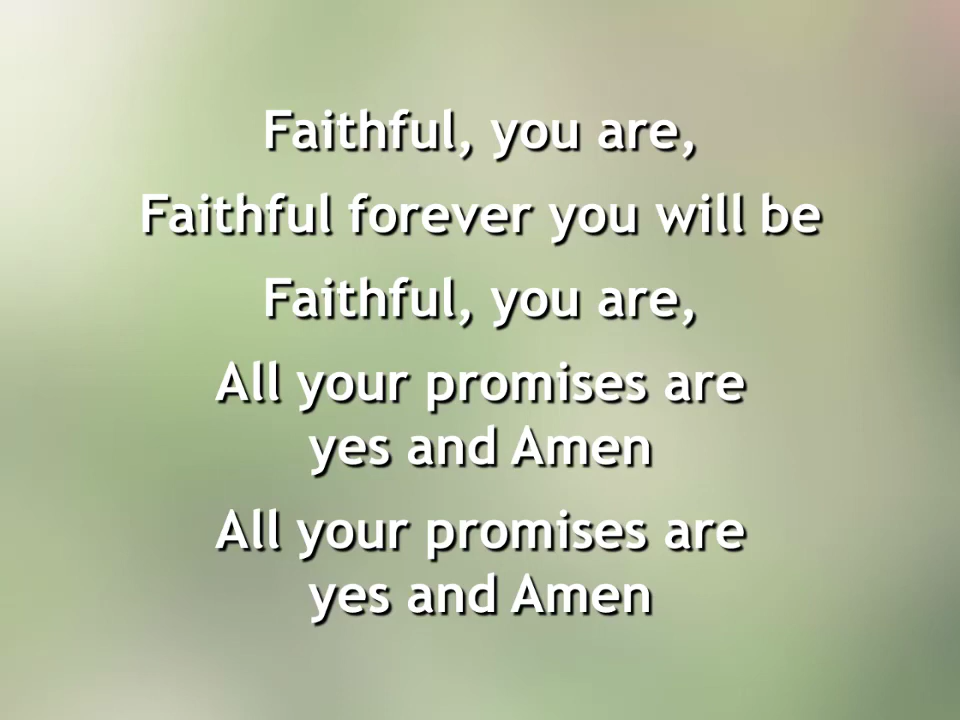 Faithful, you are,
Faithful forever you will be
Faithful, you are,
All your promises are
yes and Amen
All your promises are
yes and Amen